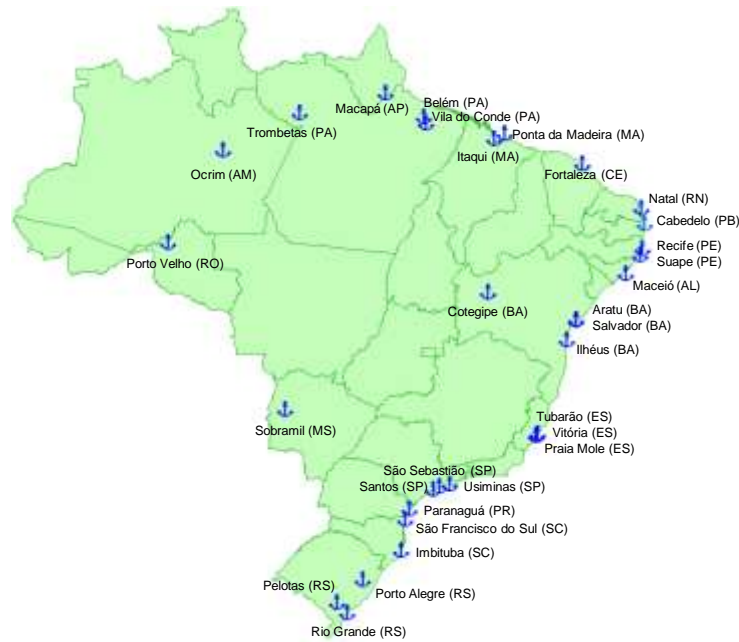 Macapá (AP)
Belém (PA)
Vila do Conde (PA)
Trombetas (PA)
Ponta da Madeira (MA)
Itaqui (MA)
Ocrim (AM)
Fortaleza (CE)
Natal (RN)
Cabedelo (PB)
Recife (PE)
Suape (PE)
Porto Velho (RO)
Maceió (AL)
Cotegipe (BA)
Aratu (BA)
Salvador (BA)
Ilhéus (BA)
Sobramil (MS)
Tubarão (ES)
Vitória (ES)
Praia Mole (ES)
São Sebastião (SP)
Santos (SP)
Usiminas (SP)
Paranaguá (PR)
São Francisco do Sul (SC)
Imbituba (SC)
Pelotas (RS)
Porto Alegre (RS)
Rio Grande (RS)